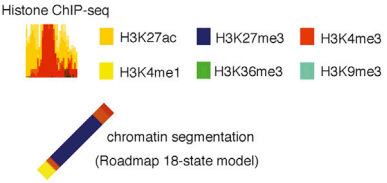 Histone ChIP-seq
H3K27ac H3K27me3 H3K4me3
H3K4me1 H3K36me3 H3K9me3
chromatin segmentation
(Roadmap 18-state model)